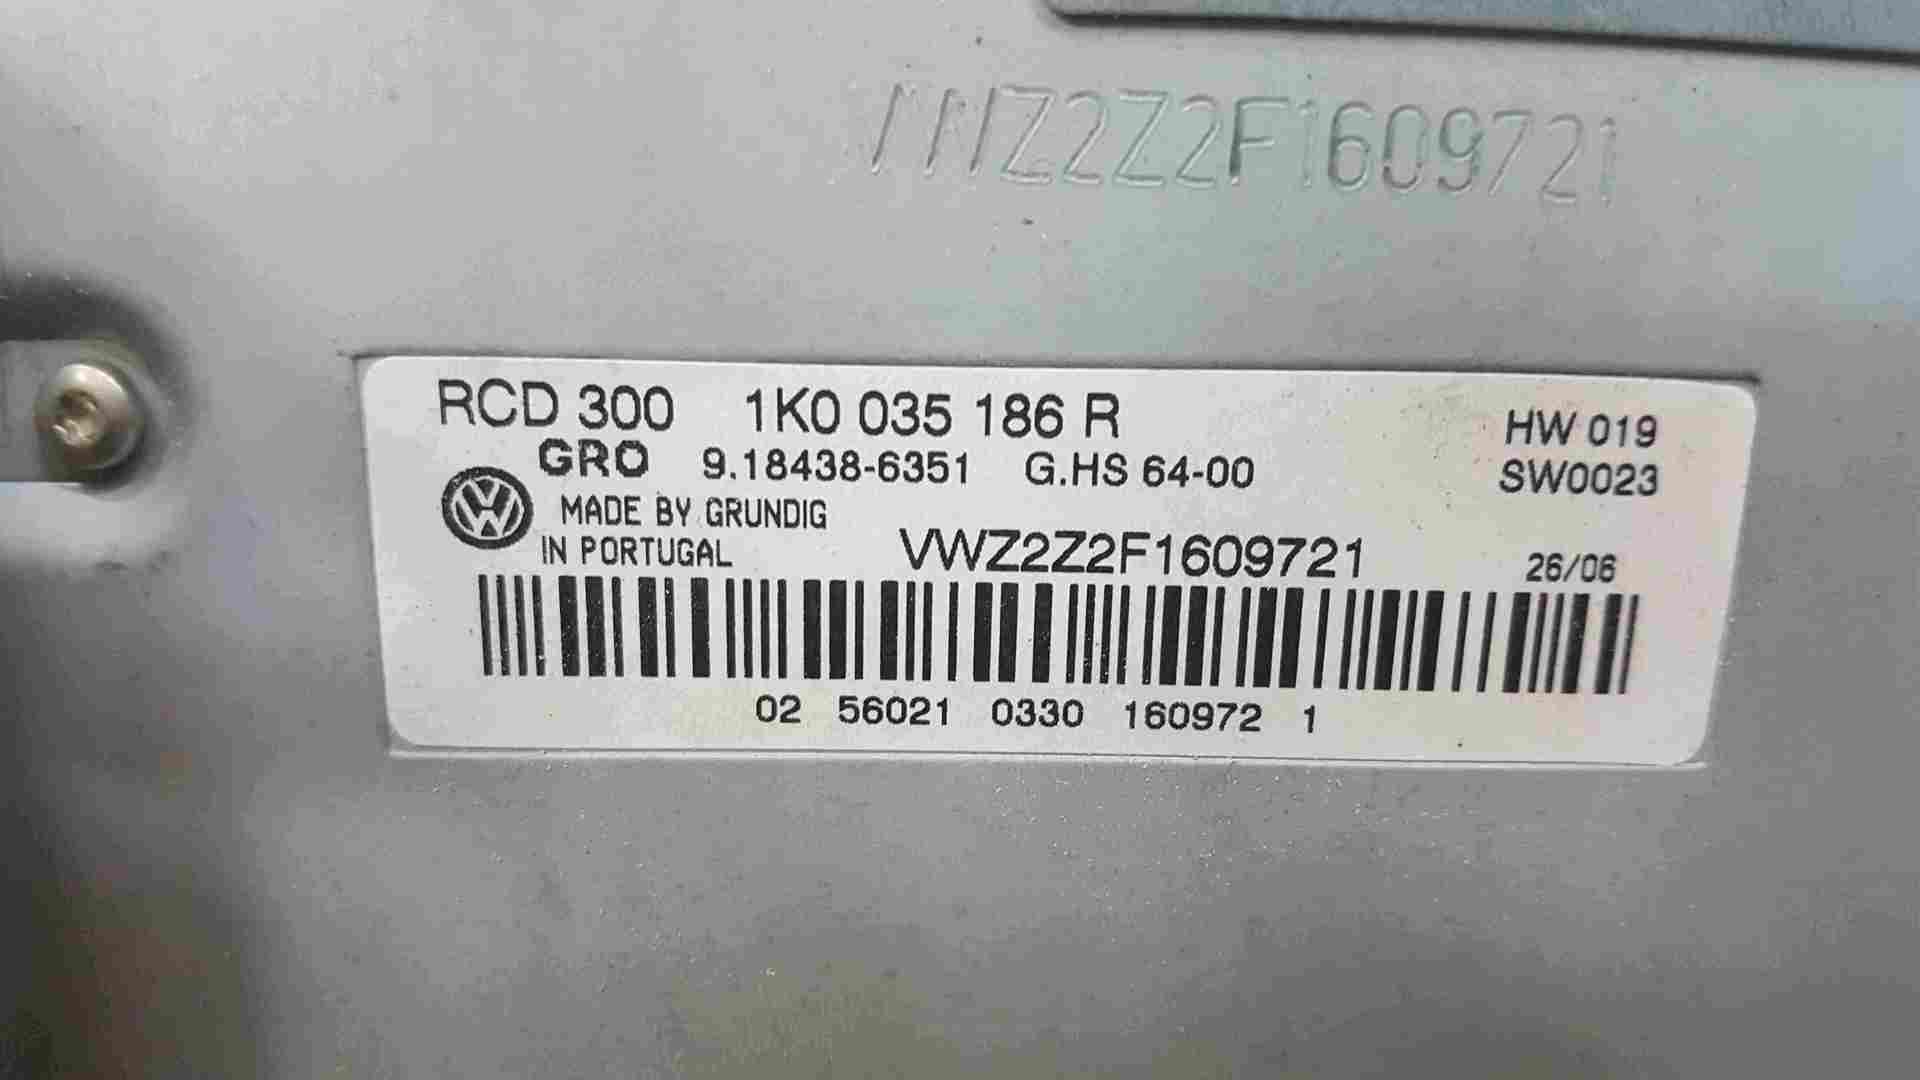 VWZ2Z2F1609721
RCD 300 1K0 035 186 R HW 019
GRO 9.18438-6351 G.HS 64-00 SW0023
MADE BY GRUNDIG
IN PORTUGAL VWZ2Z2F1609721 26/06
02 56021 0330 160972 1